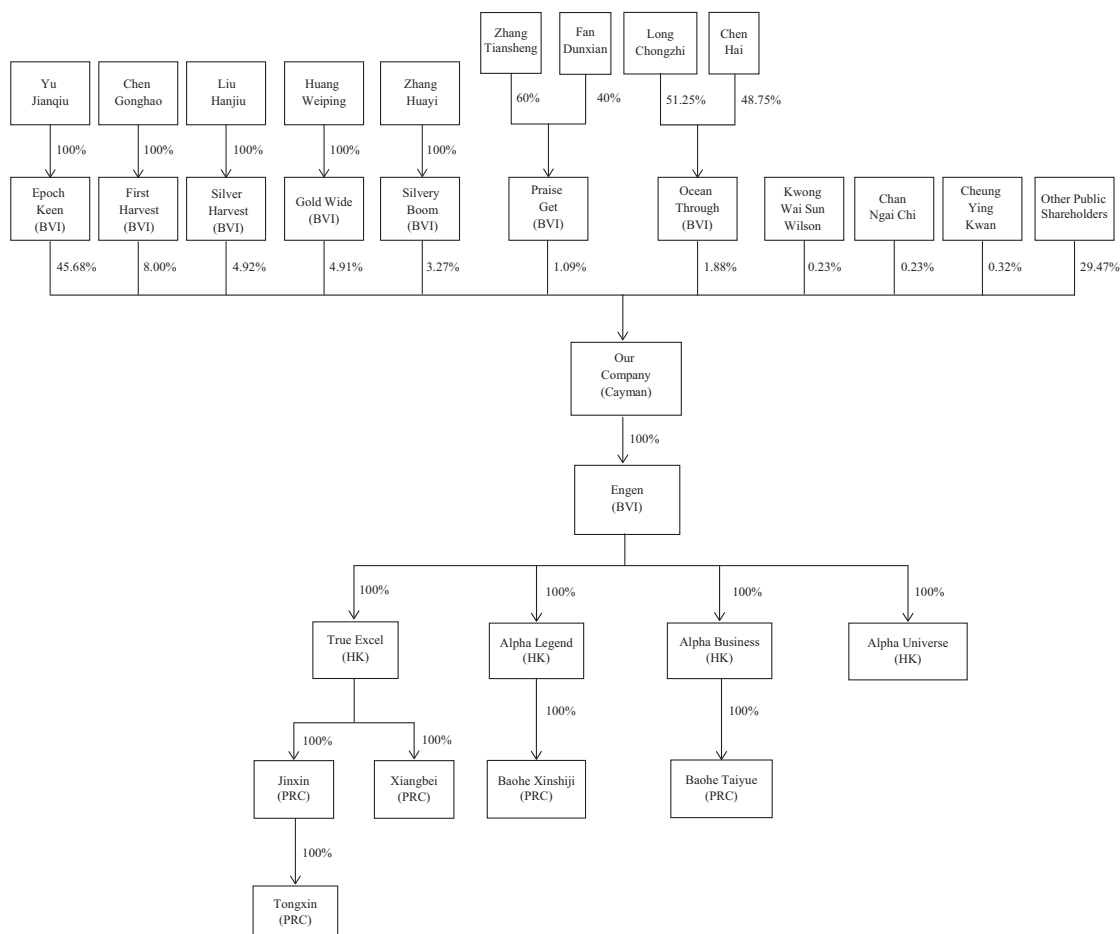 Zhang
Tiansheng
Fan
Dunxian
Long
Chongzhi
Chen
Hai
Yu
Jianqiu
Chen
Gonghao
Liu
Hanjiu
Huang
Weiping
Zhang
Huayi
60%
40%
51.25%
48.75%
100%
100%
100%
100%
100%
Epoch
Keen
(BVI)
First
Harvest
(BVI)
Silver
Harvest
(BVI)
Gold Wide
(BVI)
Silvery
Boom
(BVI)
Praise
Get
(BVI)
Ocean
Through
(BVI)
Kwong
Wai Sun
Wilson
Chan
Ngai Chi
Cheung
Ying
Kwan
Other Public
Shareholders
45.68%
8.00%
4.92%
4.91%
3.27%
1.09%
1.88%
0.23%
0.23%
0.32%
29.47%
Our
Company
(Cayman)
100%
Engen
(BVI)
100%
100%
100%
100%
True Excel
(HK)
Alpha Legend
(HK)
Alpha Business
(HK)
Alpha Universe
(HK)
100%
100%
100%
100%
Jinxin
(PRC)
Xiangbei
(PRC)
Baohe Xinshiji
(PRC)
Baohe Taiyue
(PRC)
100%
Tongxin
(PRC)